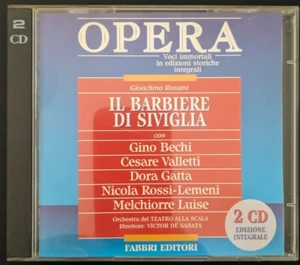 2 CD
OPERA
Voci immortali
in edizioni storiche
integrali
Gioachino Rossini
IL BARBIERE
DI SIVIGLIA
con
Gino Bechi
Cesare Valletti
Dora Gatta
Nicola Rossi-Lemeni
Melchiorre Luise
2 CD
EDIZIONE
INTEGRALE
Orchestra del TEATRO ALLA SCALA
Direttore: VICTOR DE SABATA
FABBRI EDITORI